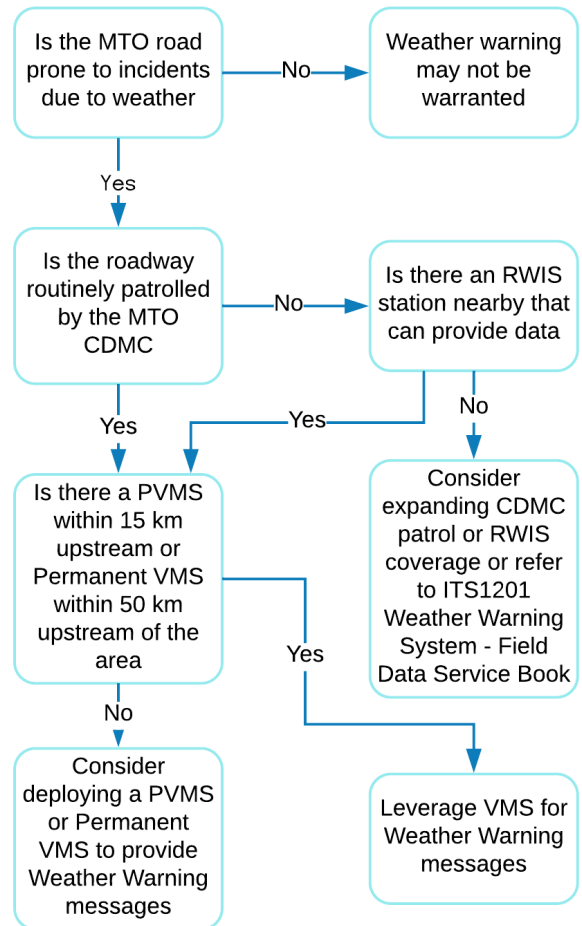 Is the MTO road
prone to incidents
due to weather
No
Weather warning
may not be
warranted
Yes
Is the roadway
routinely patrolled
by the MTO
CDMC
No
Is there an RWIS
station nearby that
can provide data
Yes
Yes
No
Is there a PVMS
within 15 km
upstream or
Permanent VMS
within 50 km
upstream of the
area
Consider
expanding CDMC
patrol or RWIS
coverage or refer
to ITS1201
Weather Warning
System - Field
Data Service Book
Yes
No
Consider
deploying a PVMS
or Permanent
VMS to provide
Weather Warning
messages
Leverage VMS for
Weather Warning
messages